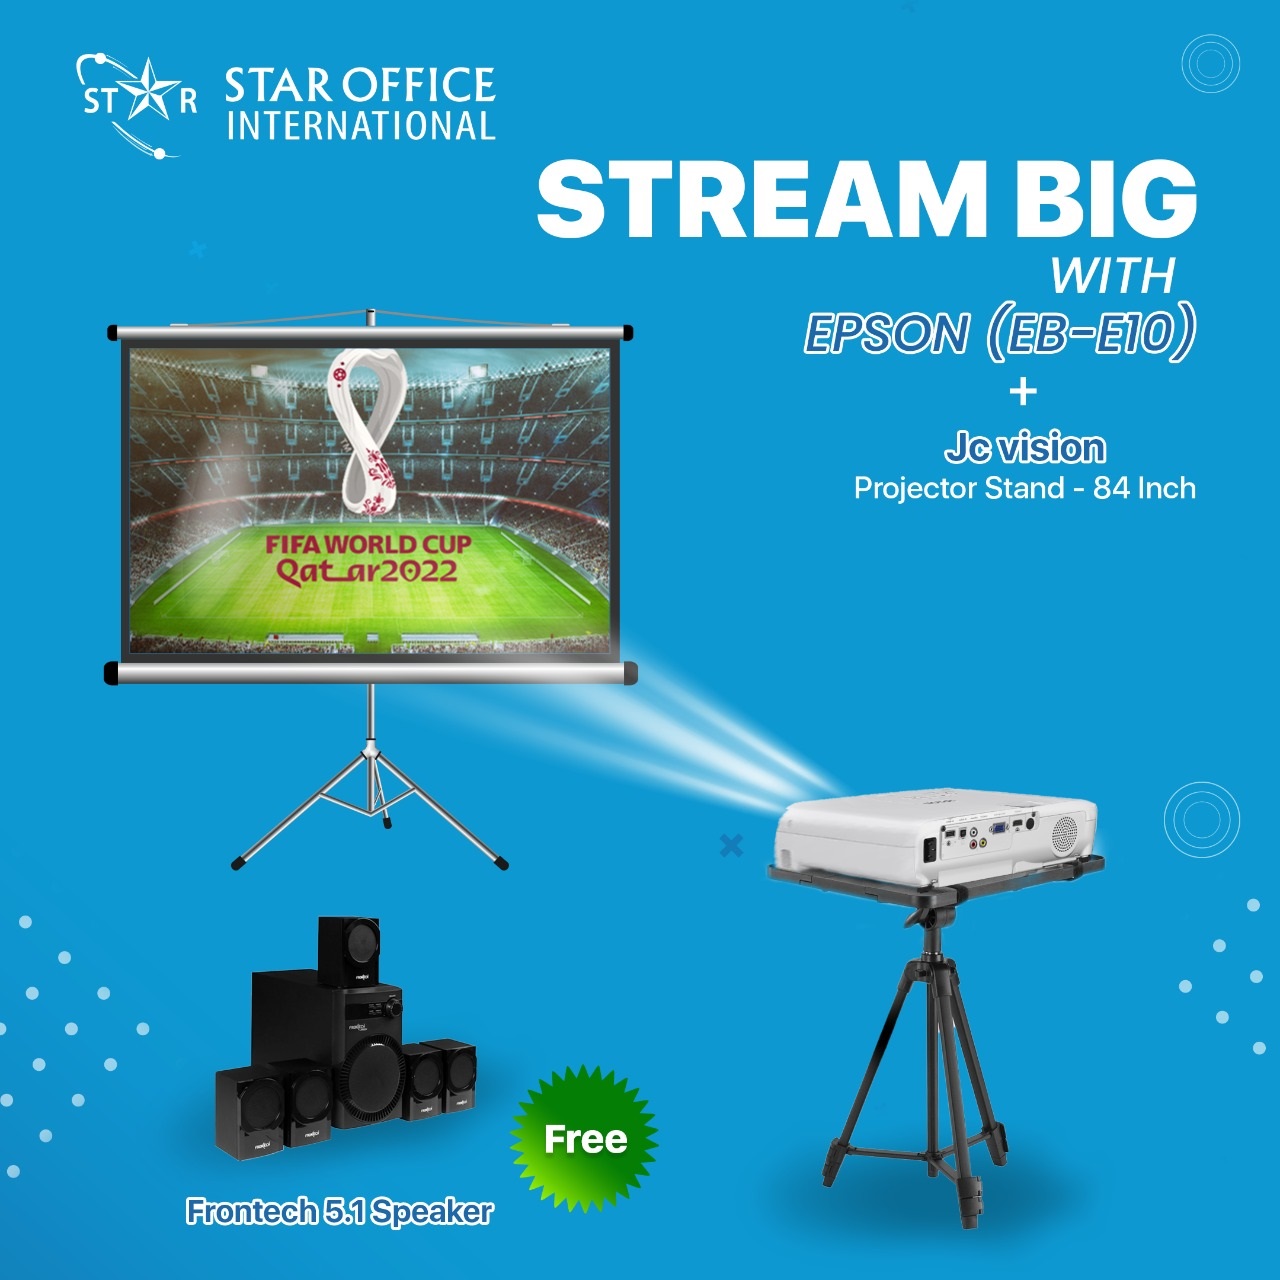 ST★R
STAR OFFICE
INTERNATIONAL
STREAM BIG
WITH
EPSON (EB-E10)
+
Jc vision
Projector Stand - 84 Inch
TM
FIFA WORLD CUP
Qatar2022
Free
Frontech 5.1 Speaker